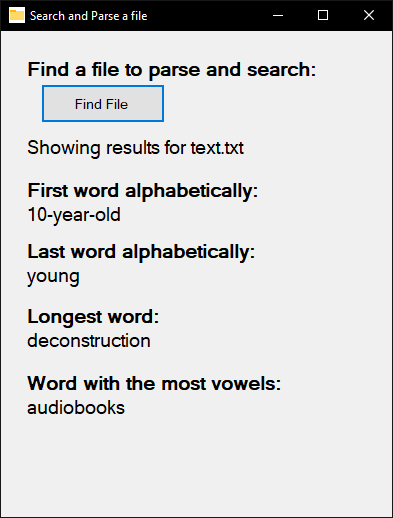 Search and Parse a file
Find a file to parse and search:
Find File
Showing results for text.txt
First word alphabetically:
10-year-old
Last word alphabetically:
young
Longest word:
deconstruction
Word with the most vowels:
audiobooks